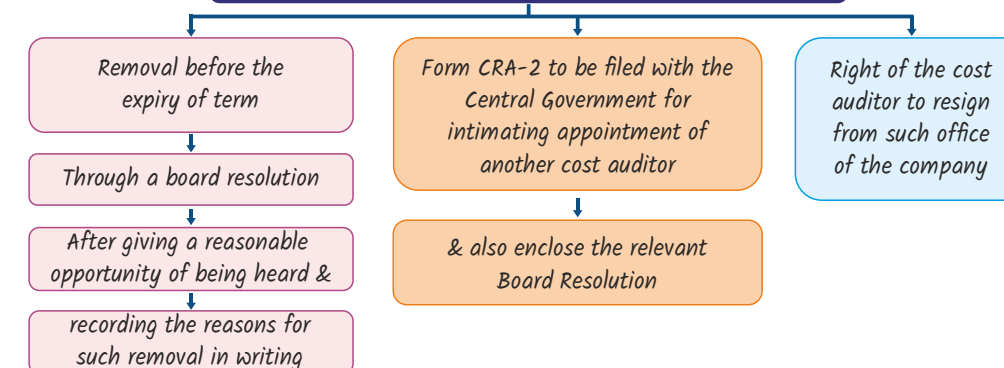 Removal before the
expiry of term
Through a board resolution
After giving a reasonable
opportunity of being heard &
recording the reasons for
such removal in writing
Form CRA-2 to be filed with the
Central Government for
intimating appointment of
another cost auditor
& also enclose the relevant
Board Resolution
Right of the cost
auditor to resign
from such office
of the company